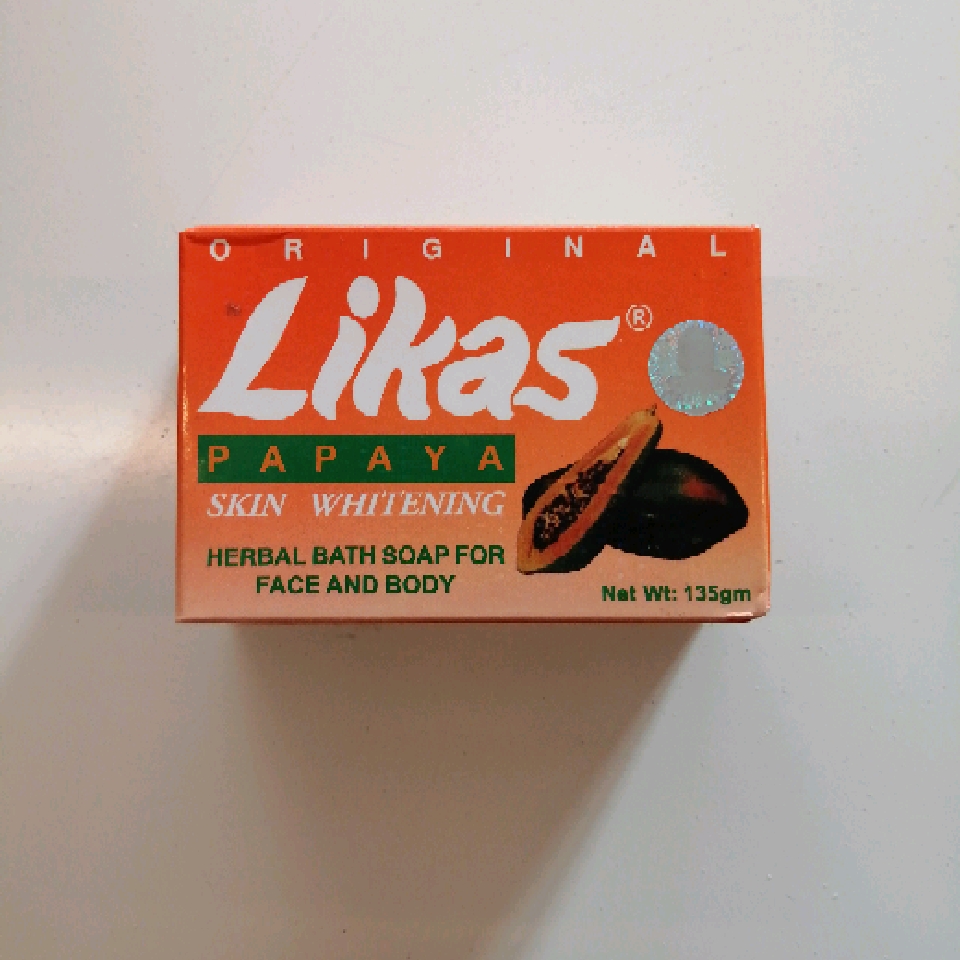 ORIGINAL
Likas®
PAPAYA
SKIN WHITENING
HERBAL BATH SOAP FOR
FACE AND BODY
Net Wt: 135gm